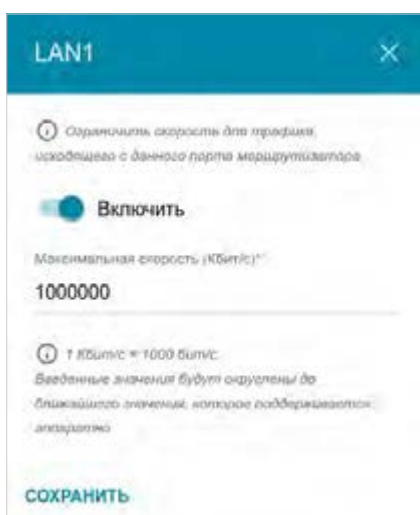 LAN1
Ограничить скорость для трафика,
исходящего с данного порта маршрутизатора
Включить
Максимальная скорость (Кбит/с)*
1000000
1 Кбит/с = 1000 бит/с.
Введенные значения будут округлены до
ближайшего значения, которое поддерживается
аппаратно
СОХРАНИТЬ